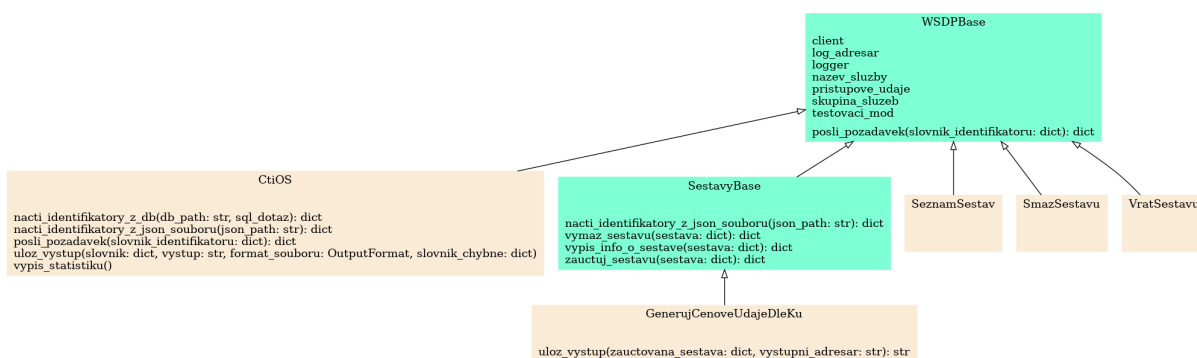 WSDPBase
client
log_adresar
logger
nazev_sluzby
pristupove_udaje
skupina_sluzeb
testovaci_mod
posli_pozadavek(slovnik_identifikatoru: dict): dict
CtiOS
nacti_identifikatory_z_db(db_path: str, sql_dotaz): dict
nacti_identifikatory_z_json_souboru(json_path: str): dict
posli_pozadavek(slovnik_identifikatoru: dict): dict
uloz_vystup(slovnik: dict, vystup: str, format_souboru: OutputFormat, slovnik_chybne: dict)
vypis_statistiku()
SestavyBase
nacti_identifikatory_z_json_souboru(json_path: str): dict
vymaz_sestavu(sestava: dict): dict
vypis_info_o_sestave(sestava: dict): dict
zauctuj_sestavu(sestava: dict): dict
SeznamSestav
SmazSestavu
VratSestavu
GenerujCenoveUdajeDleKu
uloz_vystup(zauctovana_sestava: dict, vystupni_adresar: str): str